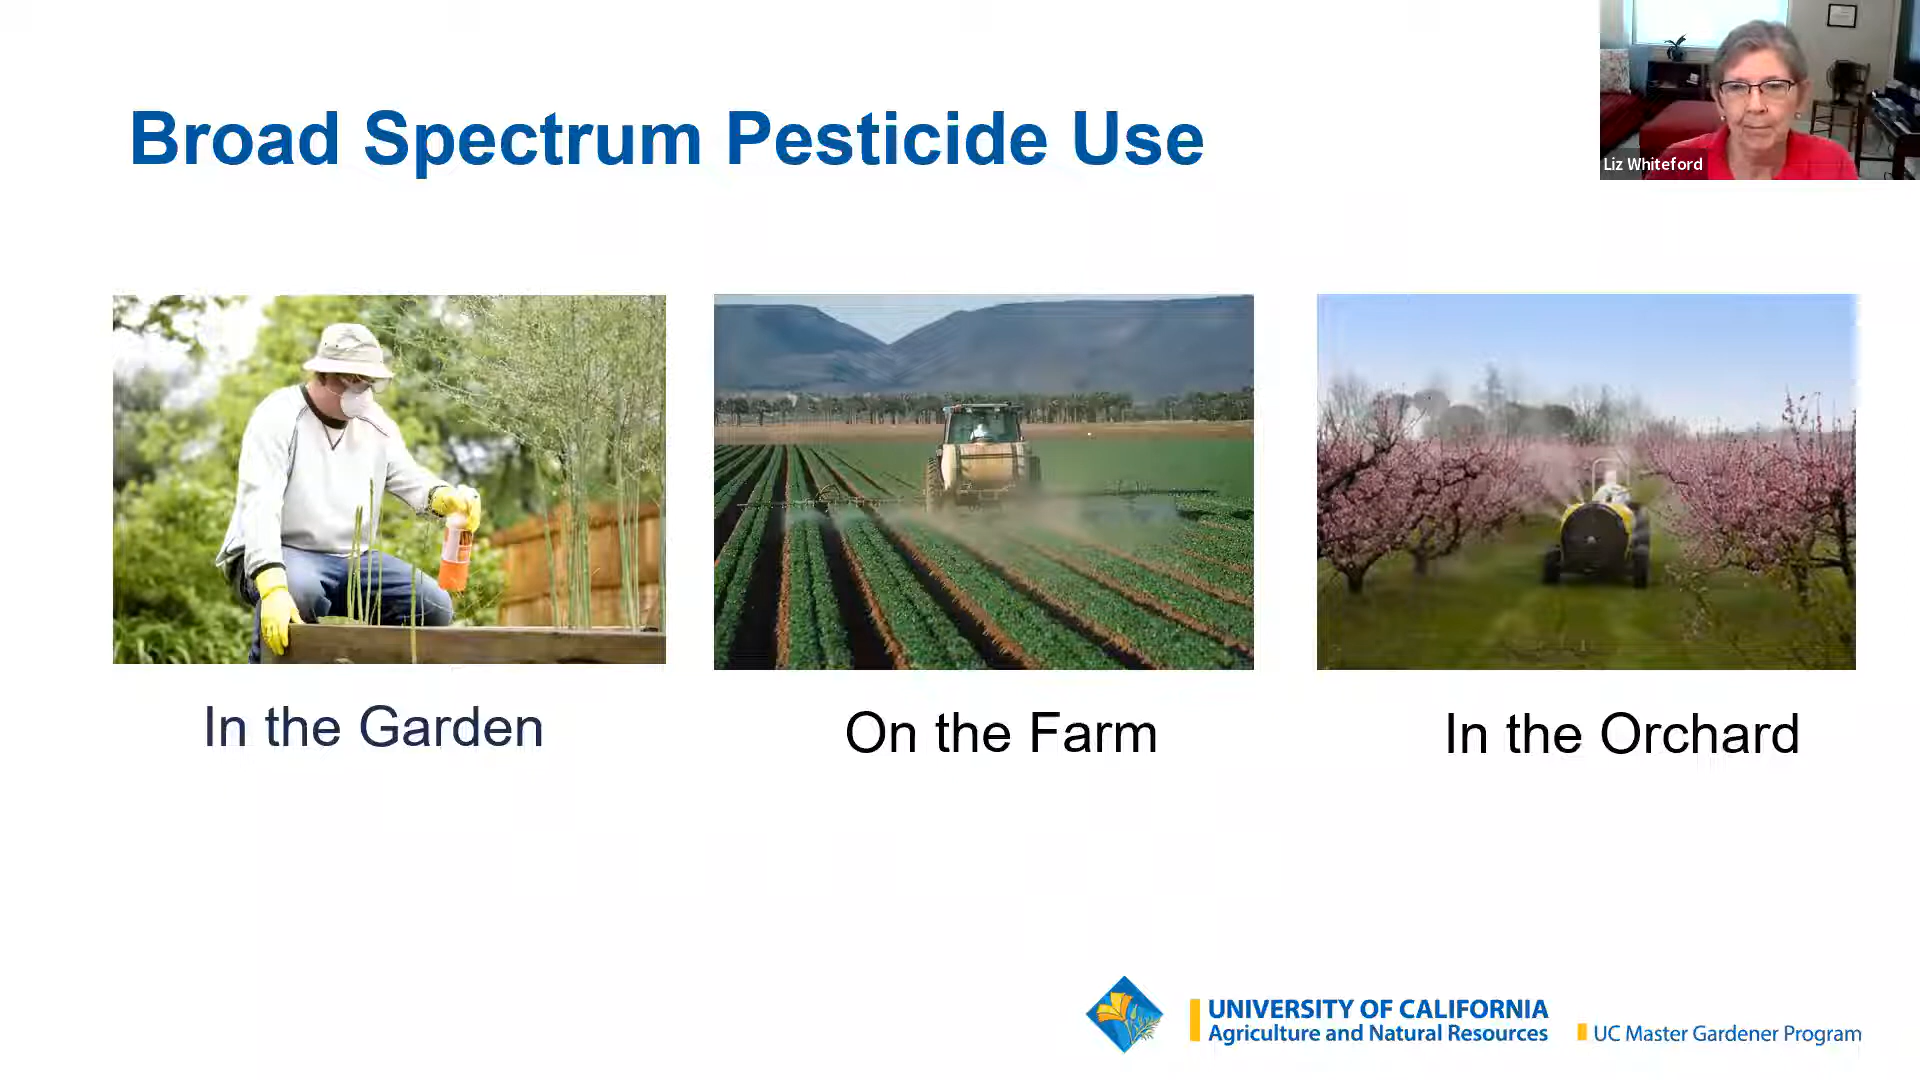 Broad Spectrum Pesticide Use
Liz Whiteford
In the Garden
On the Farm
In the Orchard
UNIVERSITY OF CALIFORNIA
Agriculture and Natural Resources
UC Master Gardener Program